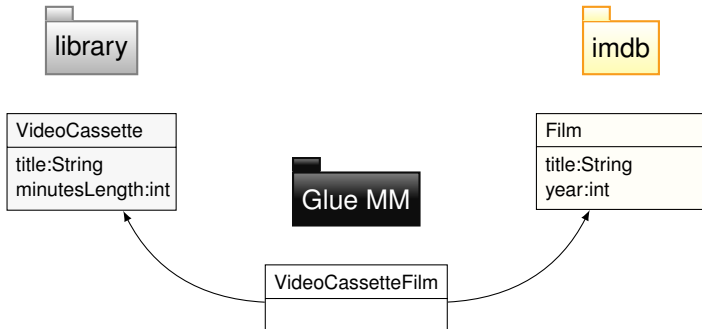 library
imdb
VideoCassette
title:String
minutesLength:int
Film
title:String
year:int
Glue MM
VideoCassetteFilm